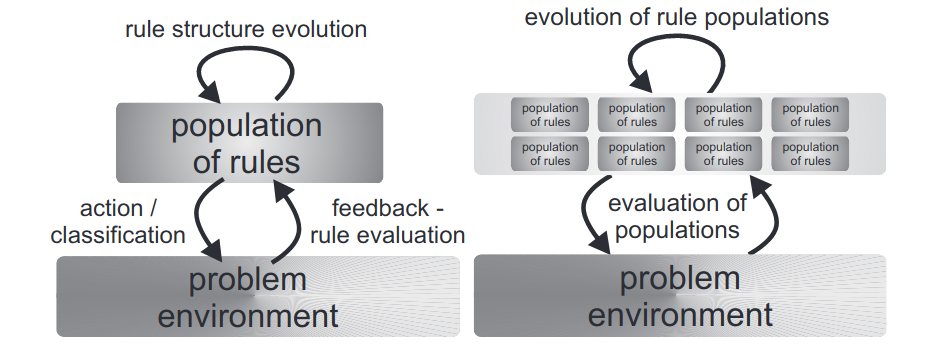 rule structure evolution
population
of rules
action /
classification
feedback -
rule evaluation
problem
environment
evolution of rule populations
population
of rules
population
of rules
population
of rules
population
of rules
population
of rules
population
of rules
population
of rules
population
of rules
evaluation of
populations
problem
environment